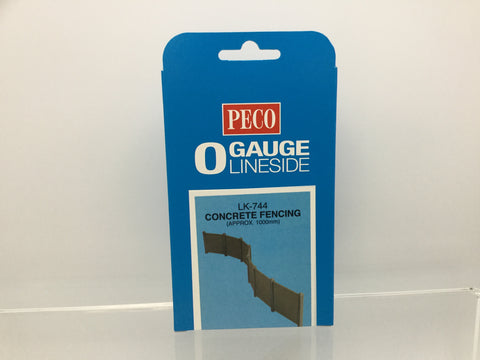 PECO
O GAUGE
LINESIDE
LK-744
CONCRETE FENCING
(APPROX. 1000mm)